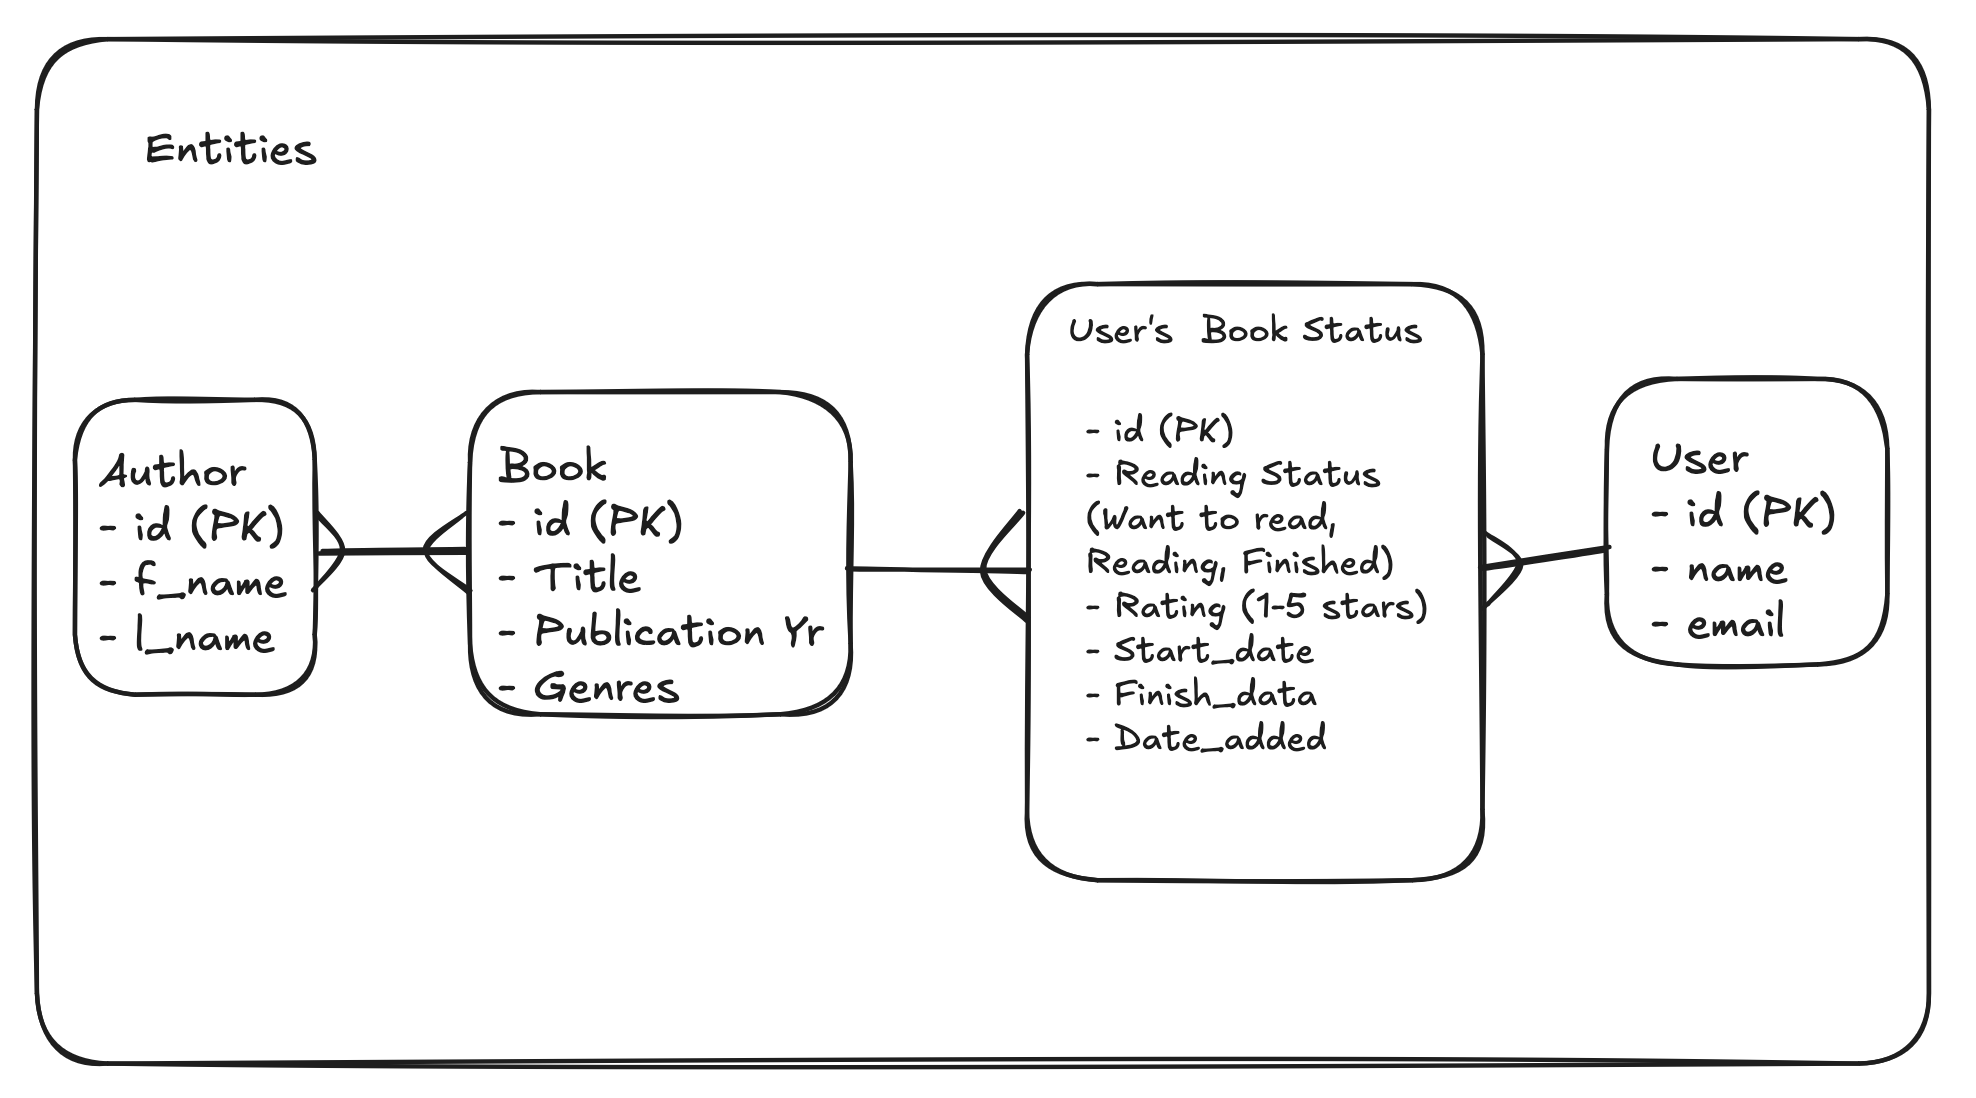 Entities
Author
- id (PK)
- f_name
- l_name
Book
- id (PK)
- Title
- Publication Yr
- Genres
User's Book Status
- id (PK)
- Reading Status
(Want to read,
Reading, Finished)
- Rating (1-5 stars)
- Start_date
- Finish_data
- Date_added
User
- id (PK)
- name
- email